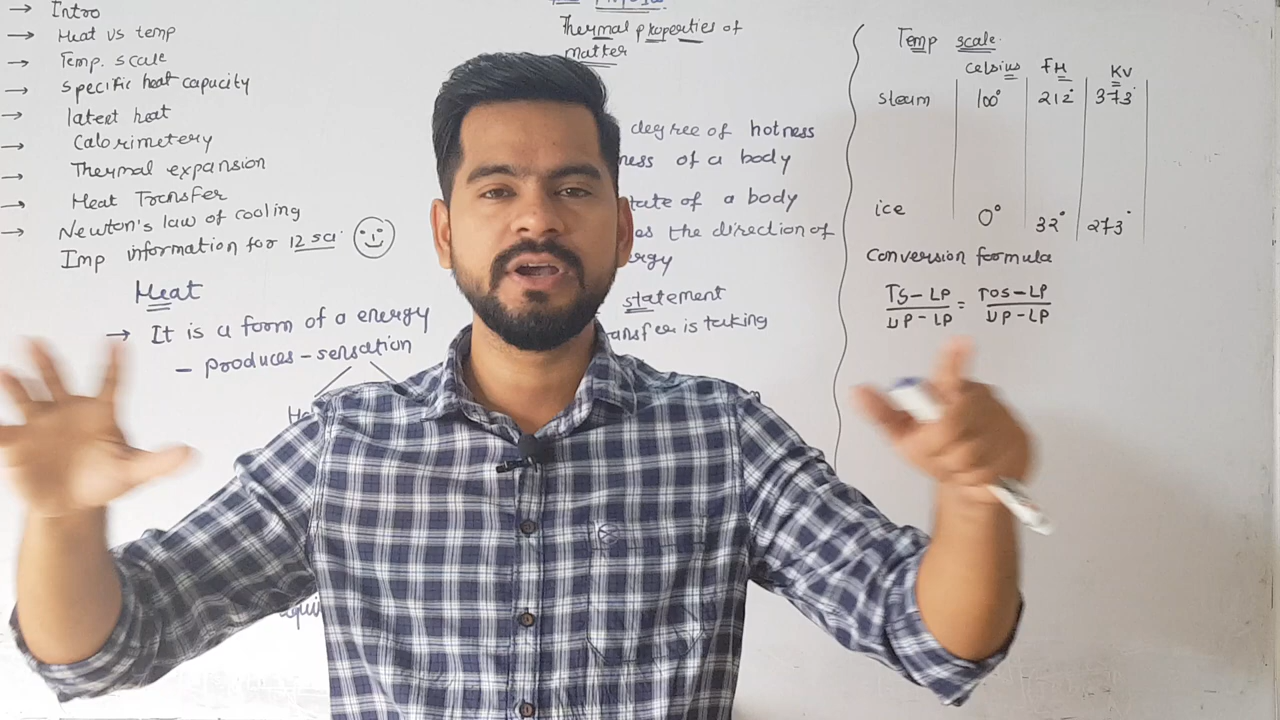 Intro
Heat vs temp
Temp. scale
specific heat capacity
latent heat
Calorimetery
Thermal expansion
Heat Transfer
Newton's law of cooling
Imp information for 12 sci.
Heat
→ It is a form of a energy
- produces - sensation
Thermal properties of
matter
degree of hotness
ness of a body
state of a body
es the direction of
ergy
statement
ansfer is taking
Temp scale.
celsius FH Kv
steam 100° 212° 373°
ice 0° 32° 273°
Conversion formula
TS-LP = TOS-LP
UP-LP UP-LP